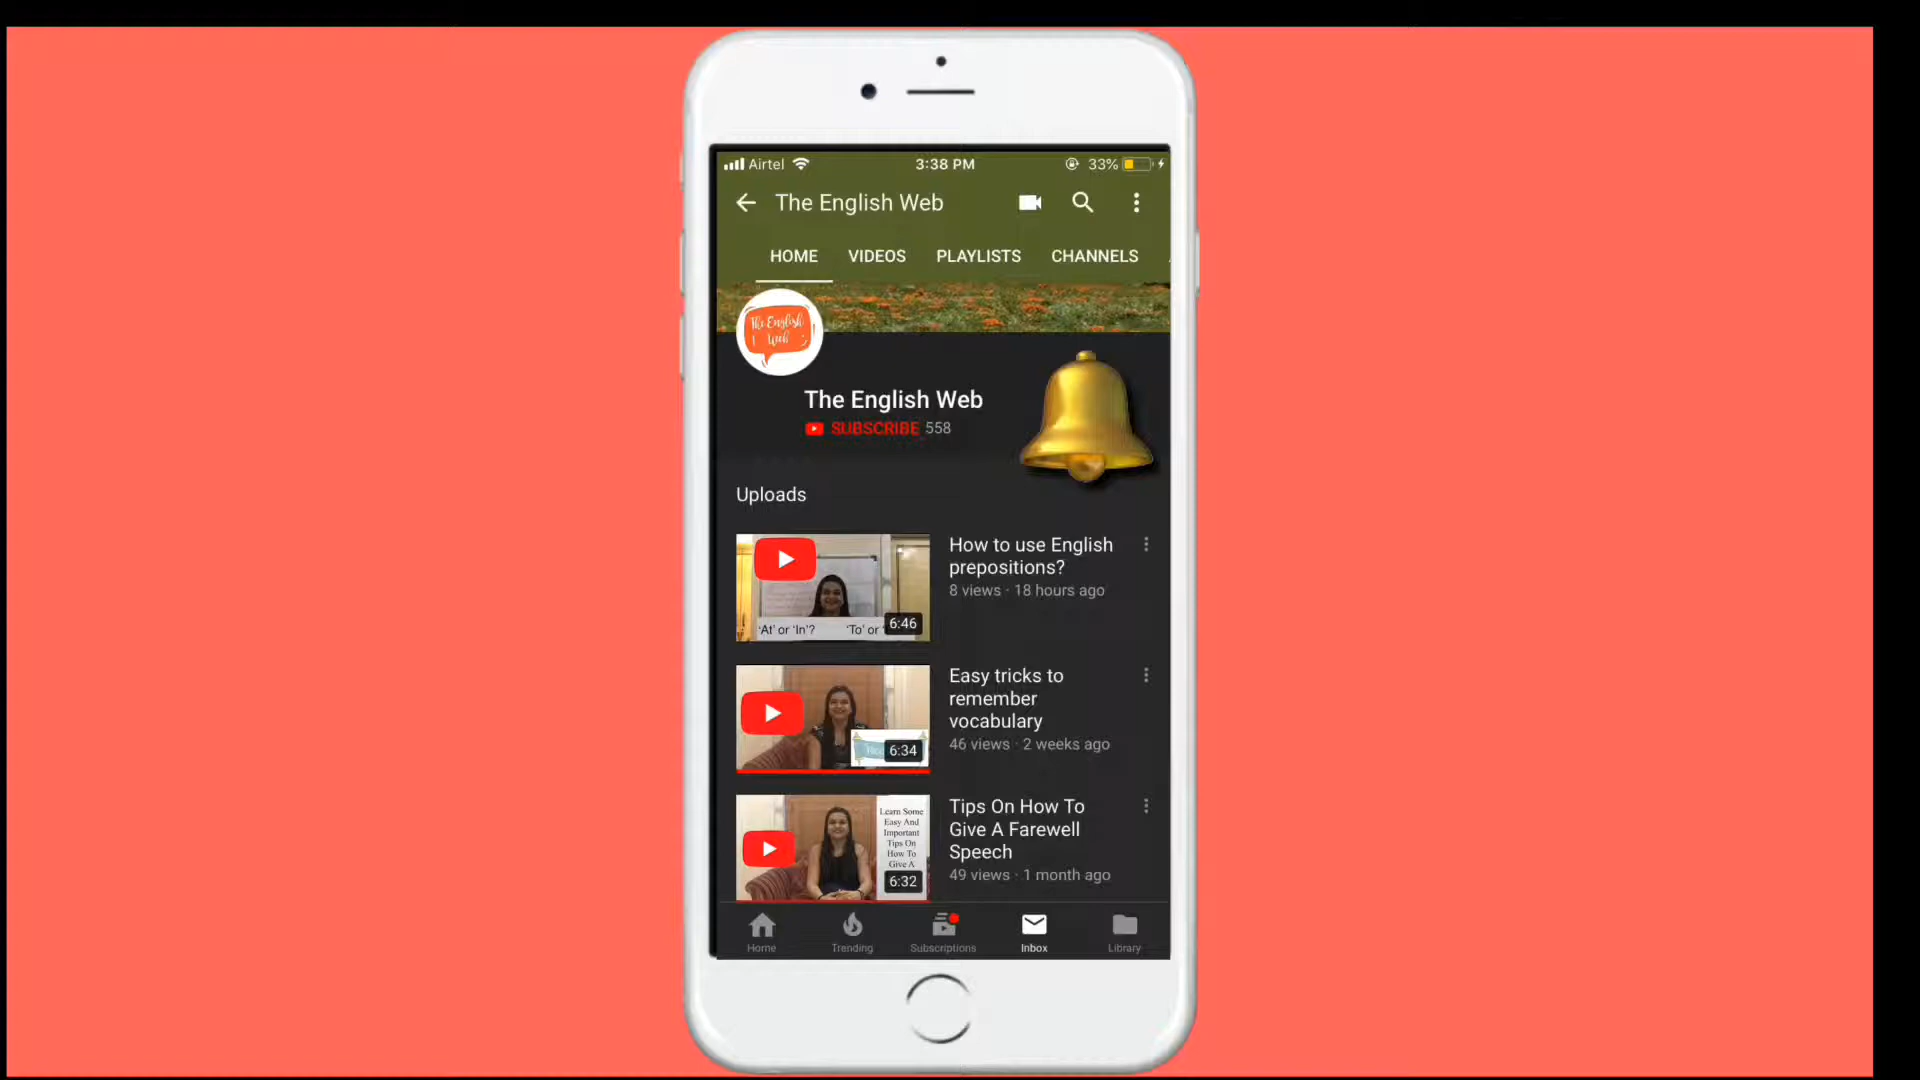 Airtel 3:38 PM 33%
The English Web
HOME VIDEOS PLAYLISTS CHANNELS
The English
Web
The English Web
SUBSCRIBE 558
Uploads
How to use English
prepositions?
8 views · 18 hours ago
'At' or 'In'? 'To' or
6:46
Easy tricks to
remember
vocabulary
46 views · 2 weeks ago
6:34
Tips On How To
Give A Farewell
Speech
49 views · 1 month ago
Learn Some
Easy And
Important
Tips On
How To
Give A
6:32
Home Trending Subscriptions Inbox Library